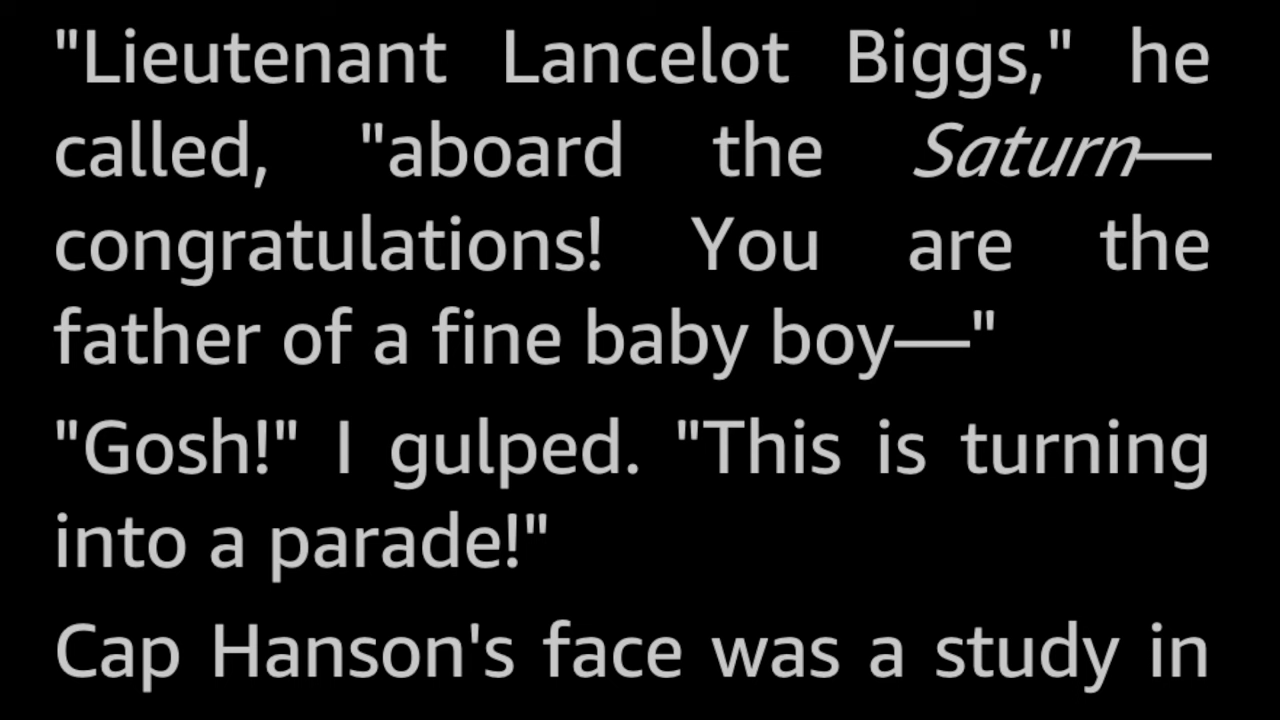 "Lieutenant Lancelot Biggs," he
called, "aboard the Saturn—
congratulations! You are the
father of a fine baby boy—"
"Gosh!" I gulped. "This is turning
into a parade!"
Cap Hanson's face was a study in